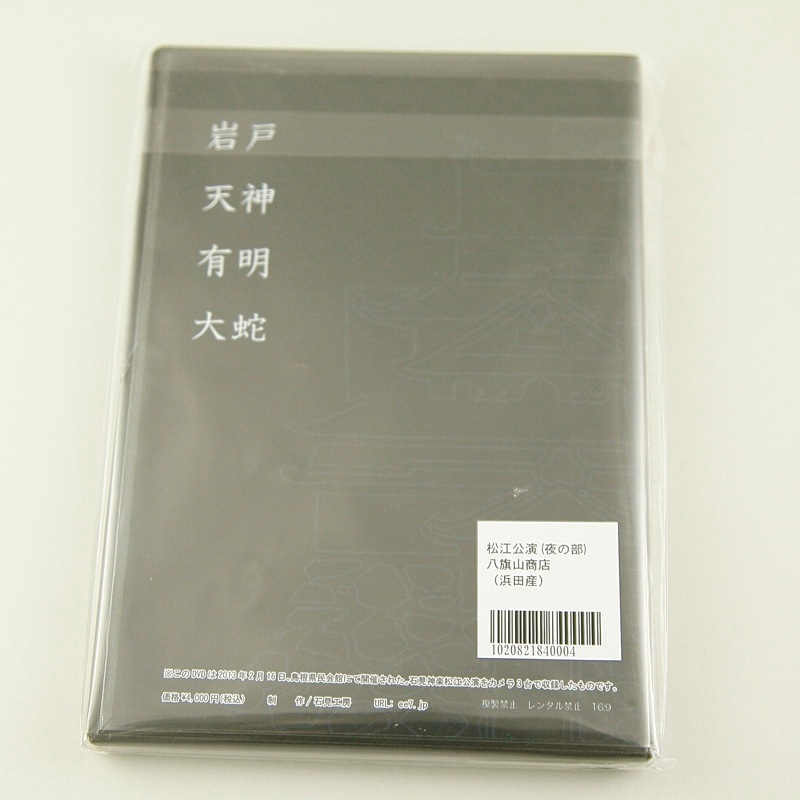 岩戸
天神
有明
大蛇
松江公演(夜の部)
八旗山商店
（浜田産）
1020821840004
※このDVDは2013年2月16日、島根県民会館にて開催された、石見神楽松江公演をカメラ3台で収録したものです。
価格¥4,000円(税込) 制 作/石見工房 URL: ee7.jp 複製禁止 レンタル禁止 16:9